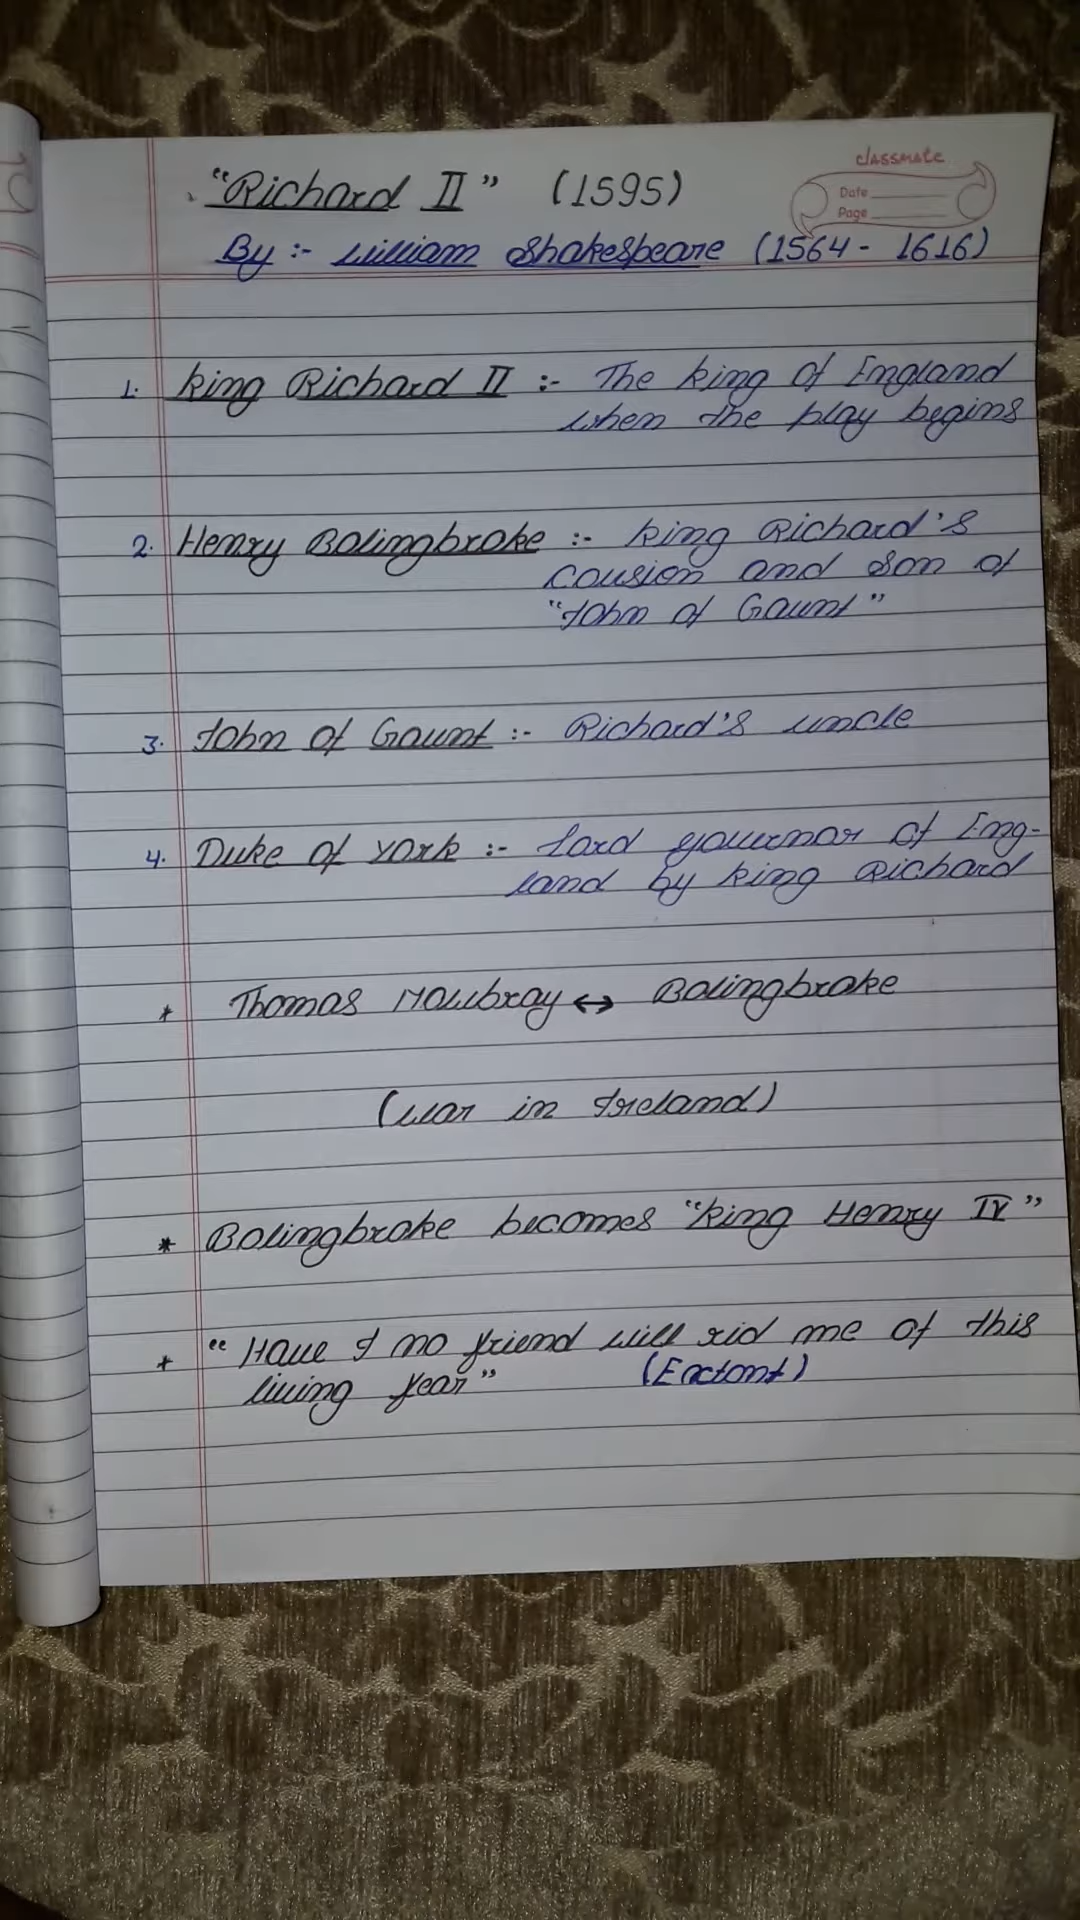 "Richard II" (1595)
classmate
Date
Page
By :- William Shakespeare (1564 - 1616)
1. King Richard II :- The King of England
when the play begins
2. Henry Bolingbroke :- King Richard's
Cousion and Son of
"John of Gaunt"
3. John of Gaunt :- Richard's uncle
4. Duke of York :- Lord governor of Eng-
land by King Richard
* Thomas Mowbray ↔ Bolingbroke
(war in Ireland)
* Bolingbroke becomes "King Henry IV"
* "Have I no friend will rid me of this
living fear" (Exton)